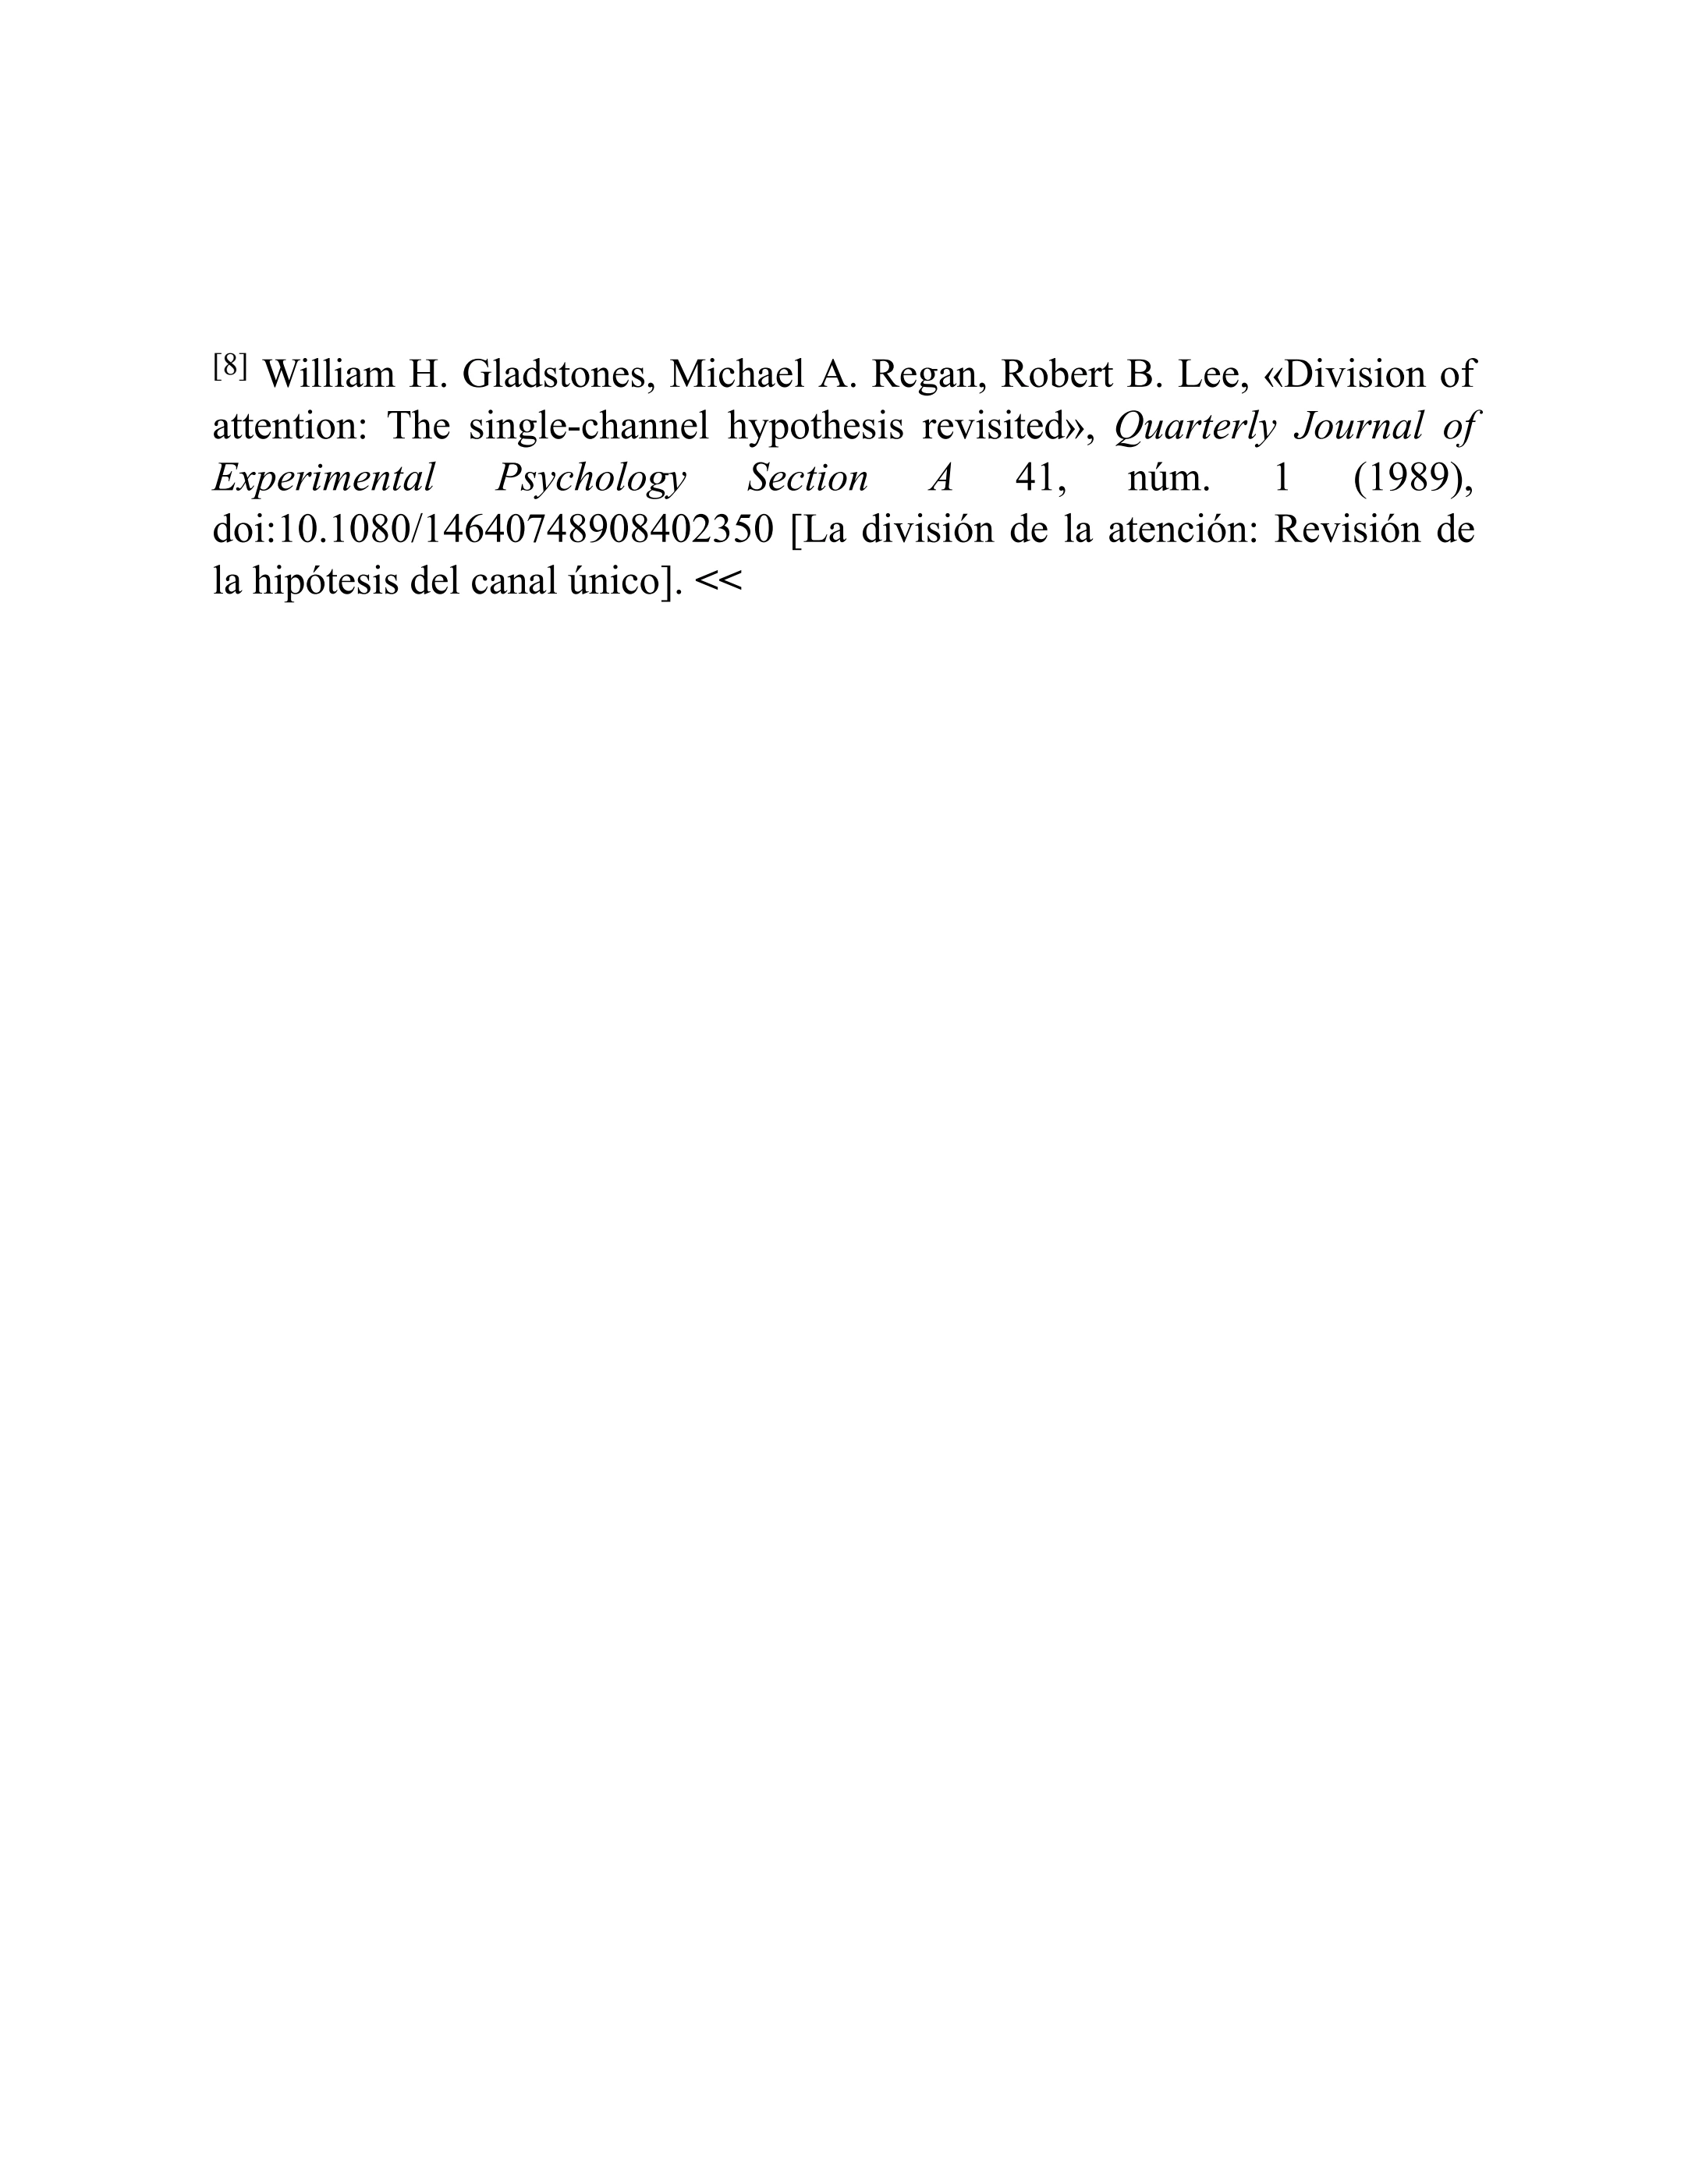 [8] William H. Gladstones, Michael A. Regan, Robert B. Lee, «Division of
attention: The single-channel hypothesis revisited», Quarterly Journal of
Experimental Psychology Section A 41, núm. 1 (1989),
doi:10.1080/14640748908402350 [La división de la atención: Revisión de
la hipótesis del canal único]. <<